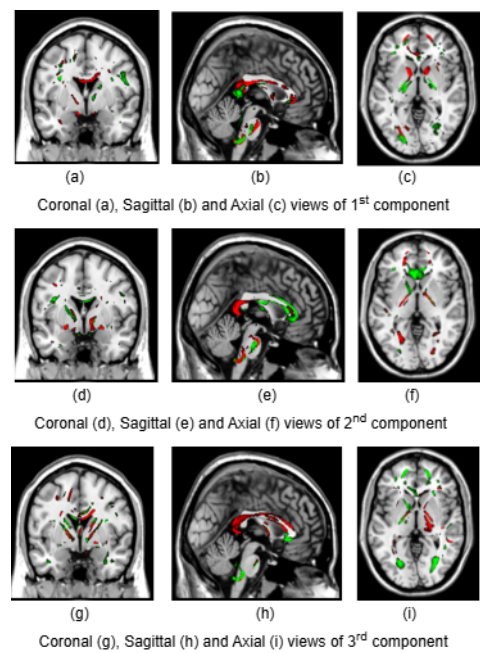 (a) (b) (c)
Coronal (a), Sagittal (b) and Axial (c) views of 1st component
(d) (e) (f)
Coronal (d), Sagittal (e) and Axial (f) views of 2nd component
(g) (h) (i)
Coronal (g), Sagittal (h) and Axial (i) views of 3rd component